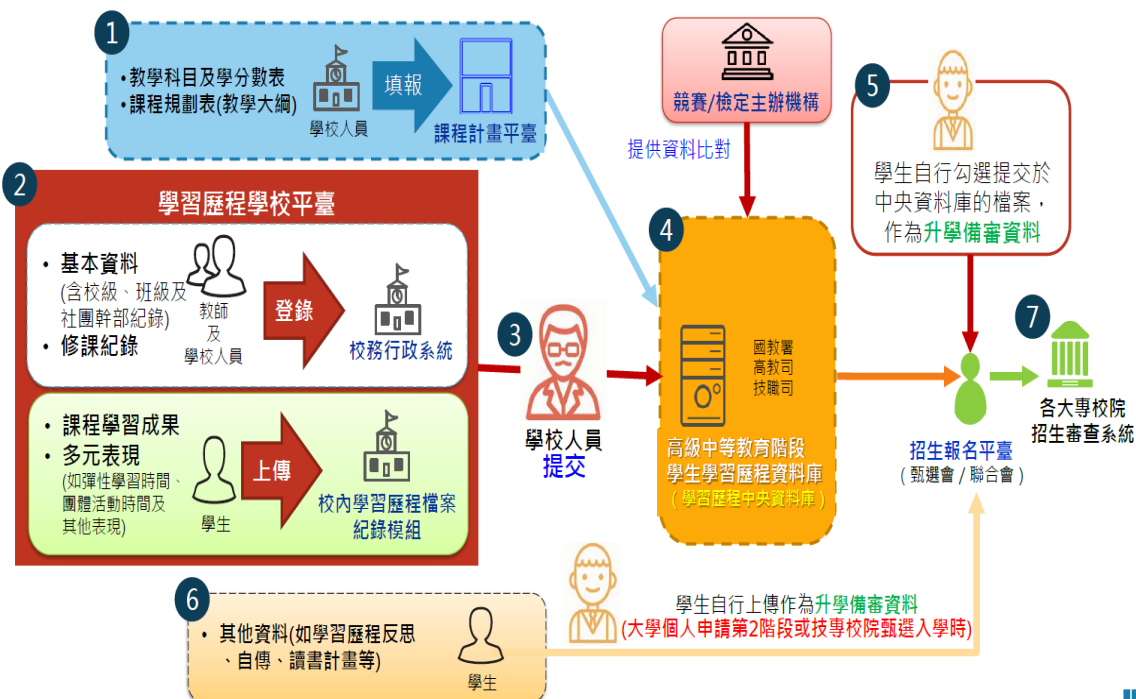 1
•教學科目及學分數表
•課程規劃表(教學大綱)
學校人員
填報
課程計畫平臺
競賽/檢定主辦機構
提供資料比對
5
學生自行勾選提交於
中央資料庫的檔案，
作為升學備審資料
2
學習歷程學校平臺
• 基本資料
(含校級、班級及
社團幹部紀錄)
• 修課紀錄
教師
及
學校人員
登錄
校務行政系統
• 課程學習成果
• 多元表現
(如彈性學習時間、
團體活動時間及
其他表現)
學生
上傳
校內學習歷程檔案
紀錄模組
3
學校人員
提交
4
國教署
高教司
技職司
高級中等教育階段
學生學習歷程資料庫
(學習歷程中央資料庫)
招生報名平臺
(甄選會/聯合會)
7
各大專校院
招生審查系統
6
• 其他資料(如學習歷程反思
、自傳、讀書計畫等)
學生
學生自行上傳作為升學備審資料
(大學個人申請第2階段或技專校院甄選入學時)